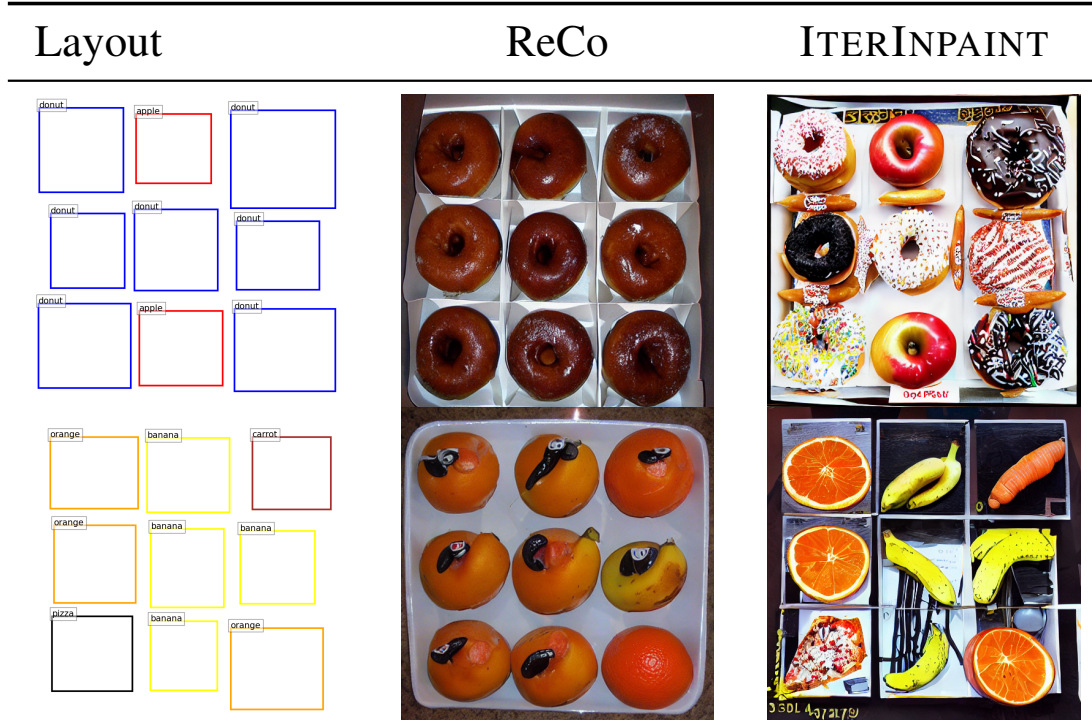 Layout ReCo ITERINPAINT
donut apple donut
donut donut donut
donut apple donut
orange banana carrot
orange banana banana
pizza banana orange